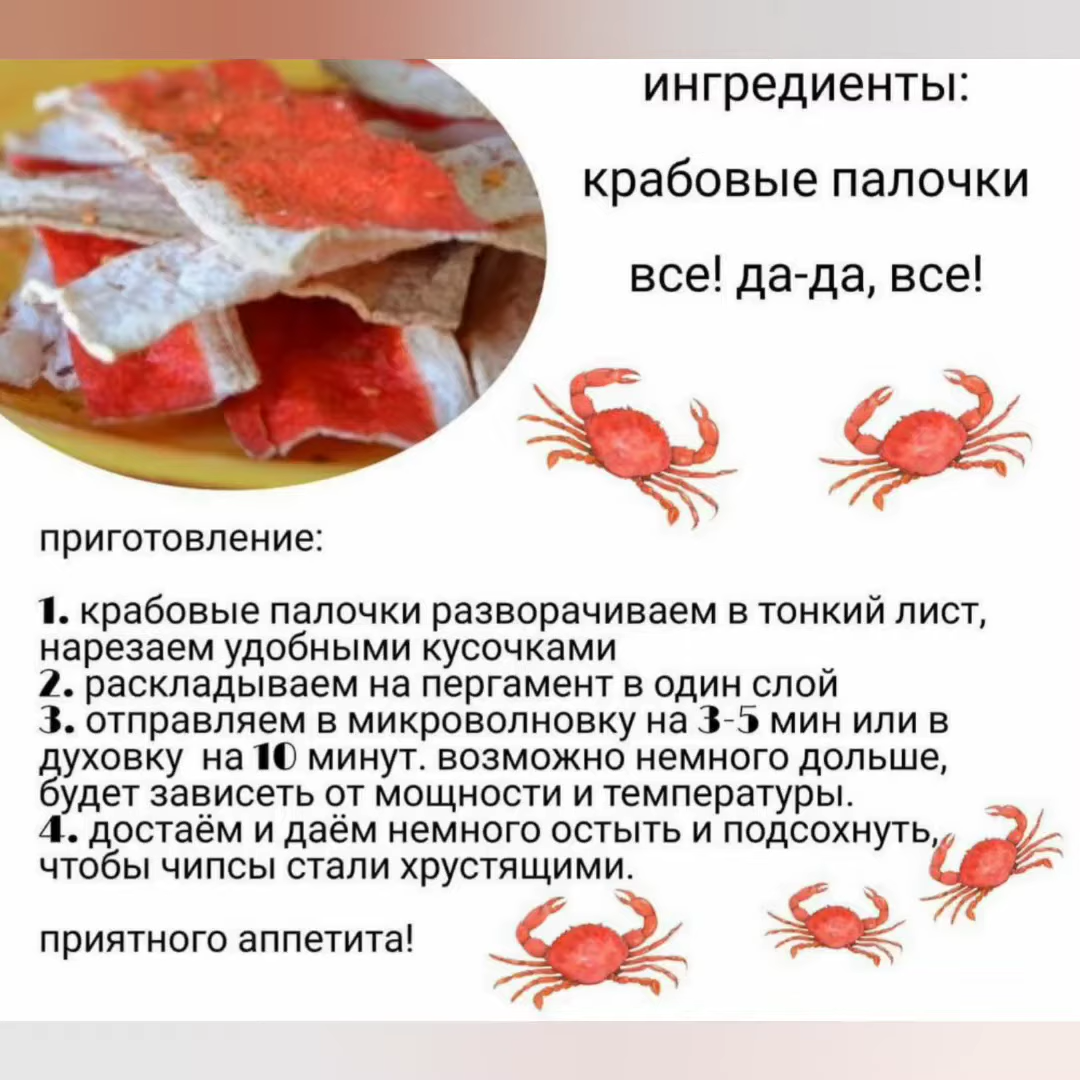 ингредиенты:
крабовые палочки
все! да-да, все!
приготовление:
1. крабовые палочки разворачиваем в тонкий лист,
нарезаем удобными кусочками
2. раскладываем на пергамент в один слой
3. отправляем в микроволновку на 3-5 мин или в
духовку на 10 минут. возможно немного дольше,
будет зависеть от мощности и температуры.
4. достаём и даём немного остыть и подсохнуть,
чтобы чипсы стали хрустящими.
приятного аппетита!